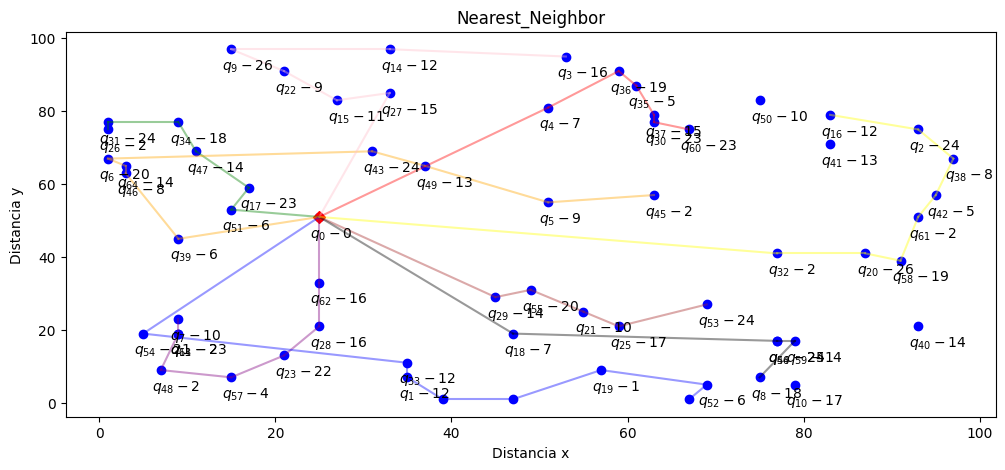 Nearest_Neighbor
Distancia y
100
80
60
40
20
0
q9 − 26
q14 − 12
q3 − 16
q22 − 9
q36 − 19
q35 − 5
q15 − 11
q27 − 15
q4 − 7
q50 − 10
q16 − 12
q31 − 24
q26 − 2
q34 − 18
q37 − 15
q30 − 23
q60 − 23
q2 − 24
q47 − 14
q43 − 24
q41 − 13
q6 − 20
q64 − 14
q46 − 8
q49 − 13
q38 − 8
q17 − 23
q51 − 6
q5 − 9
q45 − 2
q42 − 5
q0 − 0
q61 − 2
q39 − 6
q32 − 2
q20 − 26
q58 − 19
q62 − 16
q29 − 14
q55 − 20
q53 − 24
q7 − 10
q54 − 21
q28 − 16
q18 − 7
q21 − 10
q25 − 17
q40 − 14
q48 − 2
q57 − 4
q23 − 22
q33 − 12
q1 − 12
q19 − 1
q52 − 6
q8 − 18
q10 − 17
0
20
40
60
80
100
Distancia x